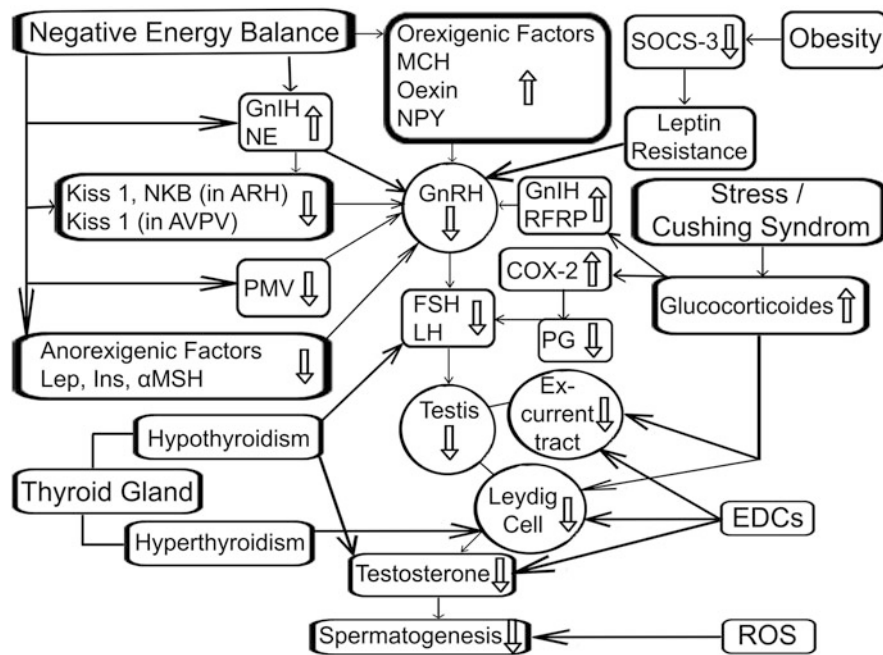 Negative Energy Balance
Orexigenic Factors
MCH
Oexin
NPY
SOCS-3
Obesity
GnIH
NE
Leptin
Resistance
Kiss 1, NKB (in ARH)
Kiss 1 (in AVPV)
GnRH
GnIH
RFRP
Stress /
Cushing Syndrom
PMV
COX-2
Glucocorticoides
FSH
LH
PG
Anorexigenic Factors
Lep, Ins, αMSH
Testis
Ex-
current
tract
Hypothyroidism
Thyroid Gland
Leydig
Cell
EDCs
Hyperthyroidism
Testosterone
Spermatogenesis
ROS